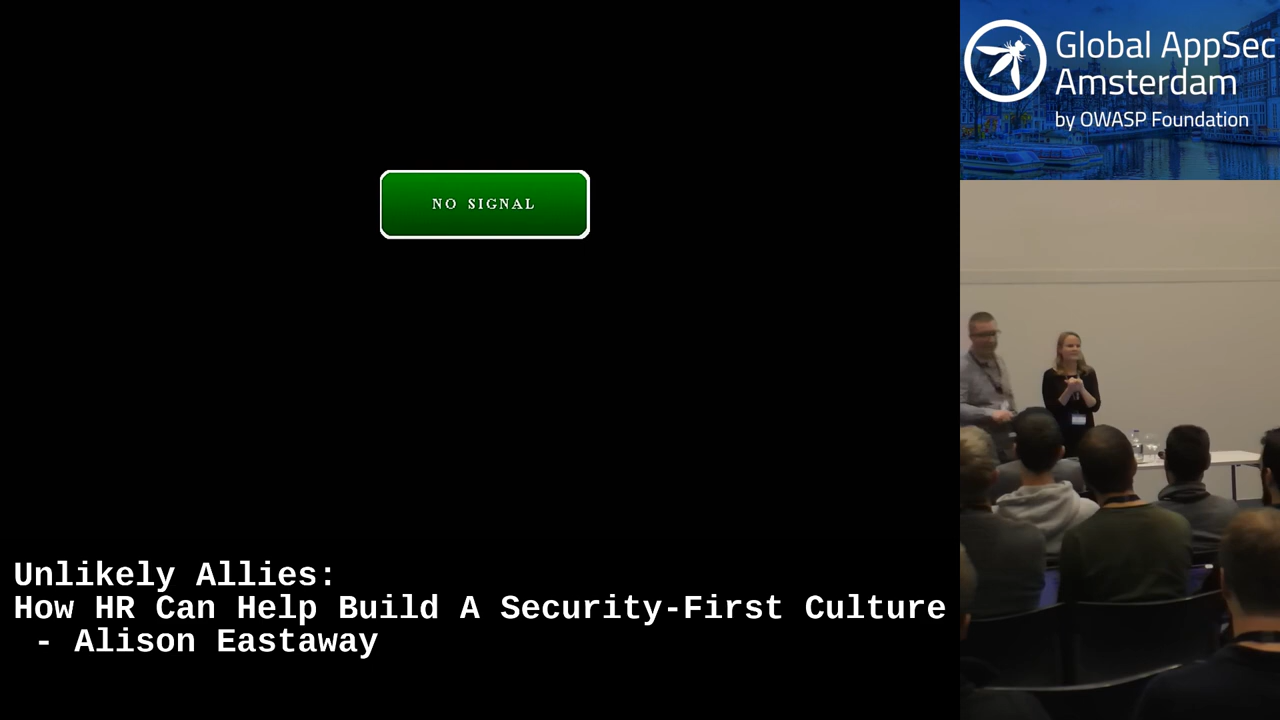 NO SIGNAL
Unlikely Allies:
How HR Can Help Build A Security-First Culture
- Alison Eastaway
Global AppSec
Amsterdam
by OWASP Foundation